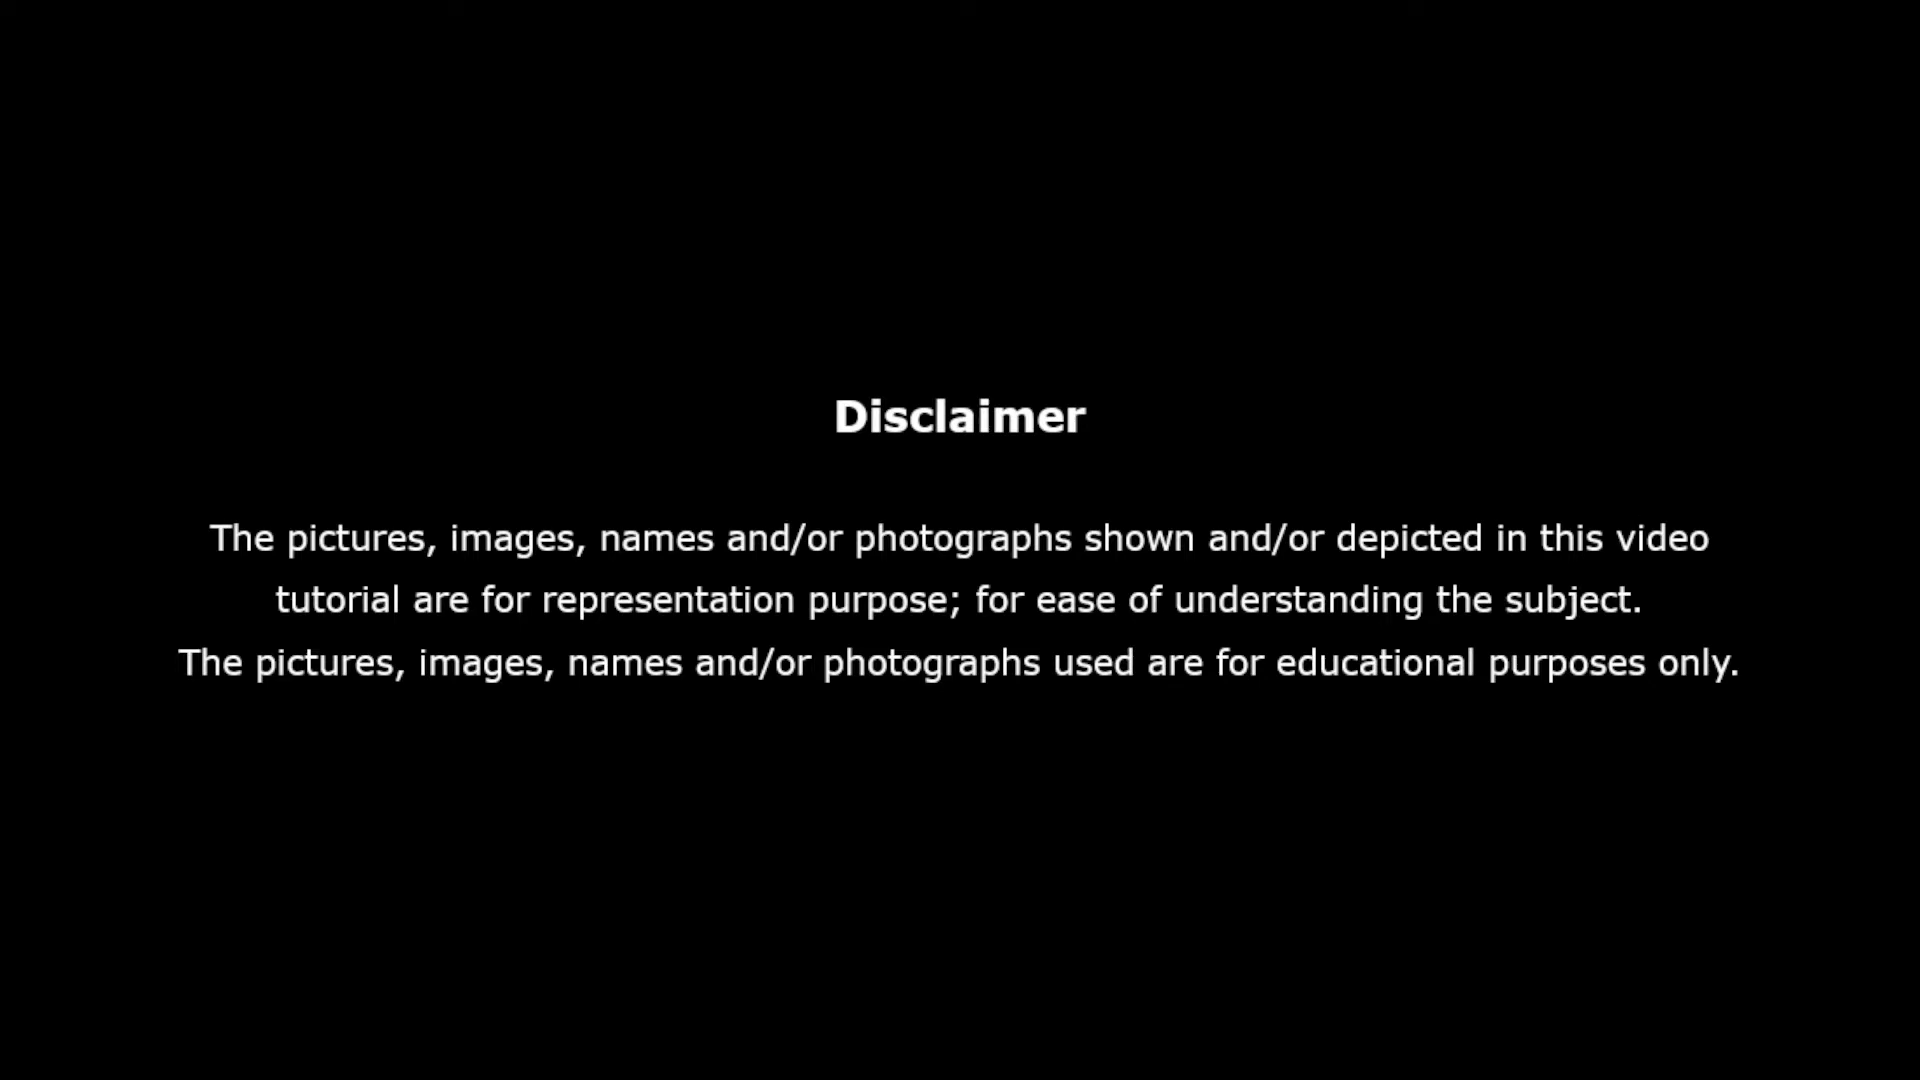 Disclaimer
The pictures, images, names and/or photographs shown and/or depicted in this video
tutorial are for representation purpose; for ease of understanding the subject.
The pictures, images, names and/or photographs used are for educational purposes only.